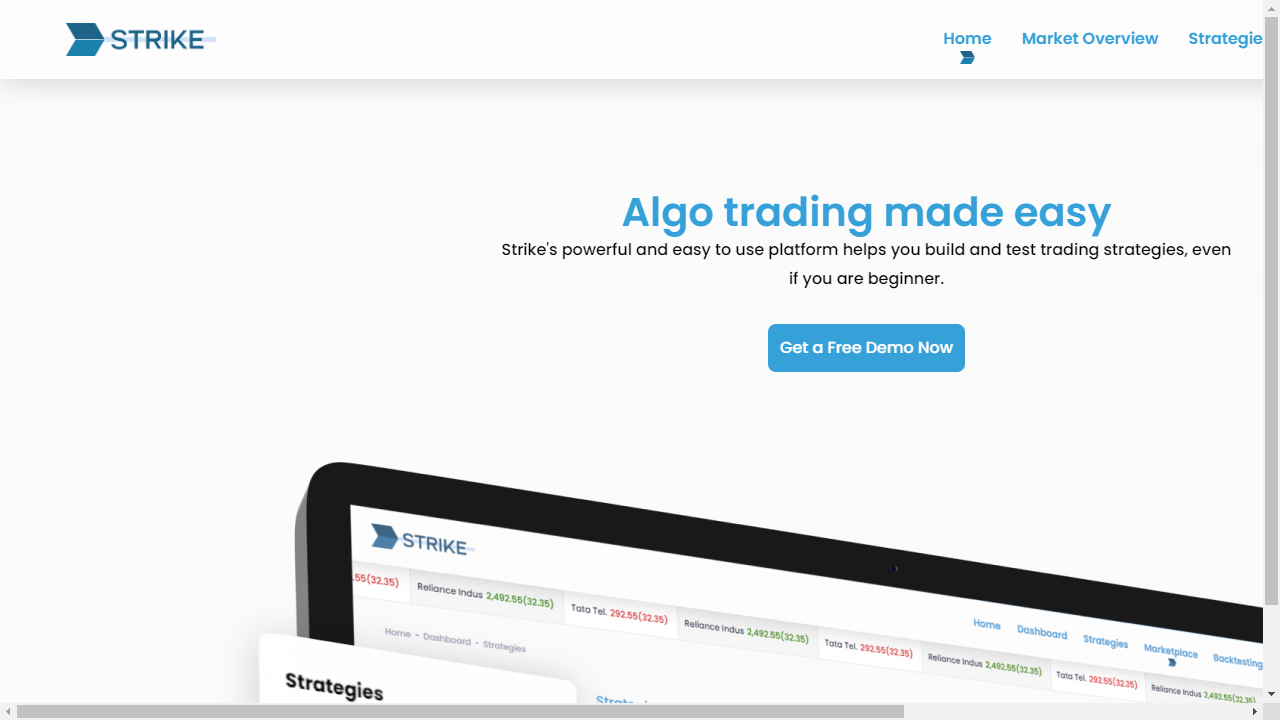 STRIKE
Home Market Overview Strategie
Algo trading made easy
Strike's powerful and easy to use platform helps you build and test trading strategies, even
if you are beginner.
Get a Free Demo Now
STRIKE
.55(32.35) Reliance Indus 2,492.55(32.35) Tata Tel. 292.55(32.35) Reliance Indus 2,492.55(32.35) Tata Tel. 292.55(32.35) Reliance Indus 2,492.55(32.35) Tata Tel. 292.55(32.35) Reliance Indus 2,492.55(32.35)
Home Dashboard Strategies Marketplace Backtesting
Home - Dashboard - Strategies
Strategies